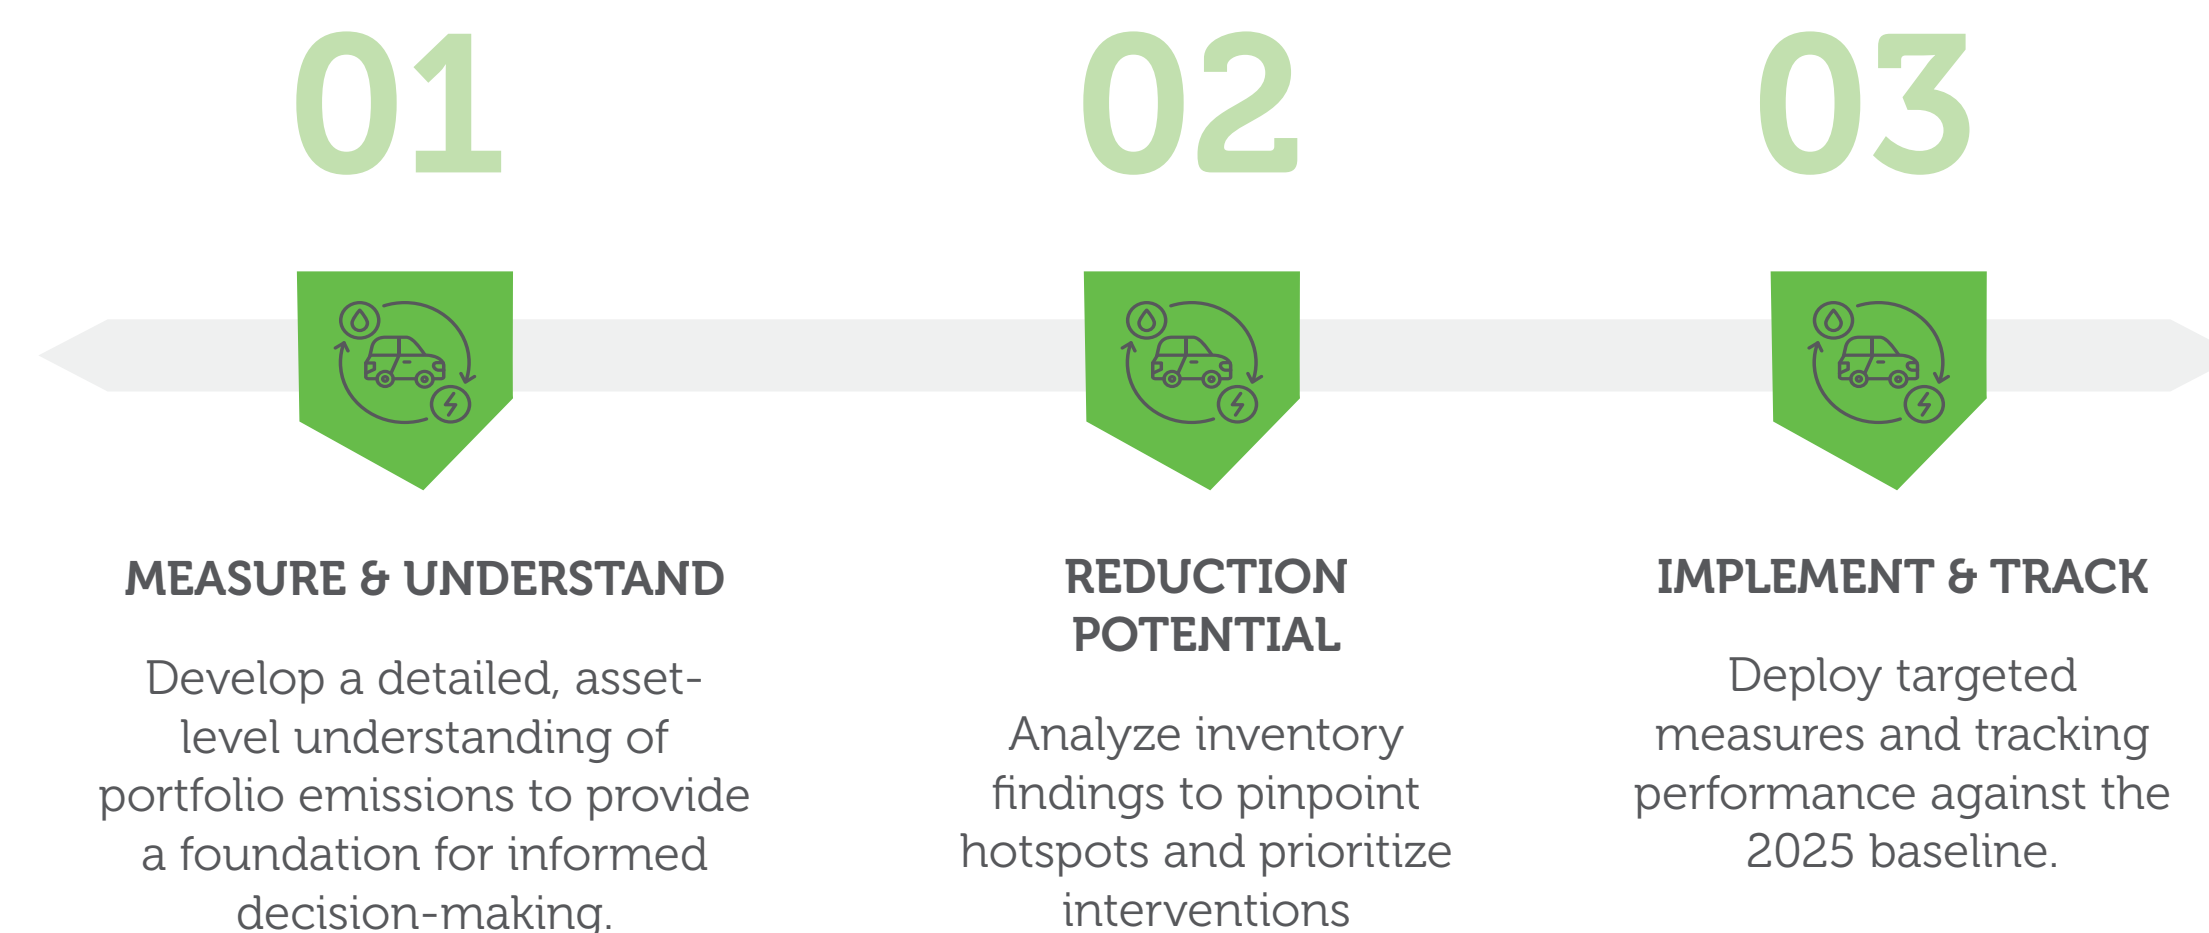 01
02
03
MEASURE & UNDERSTAND
Develop a detailed, asset-
level understanding of
portfolio emissions to provide
a foundation for informed
decision-making.
REDUCTION
POTENTIAL
Analyze inventory
findings to pinpoint
hotspots and prioritize
interventions
IMPLEMENT & TRACK
Deploy targeted
measures and tracking
performance against the
2025 baseline.